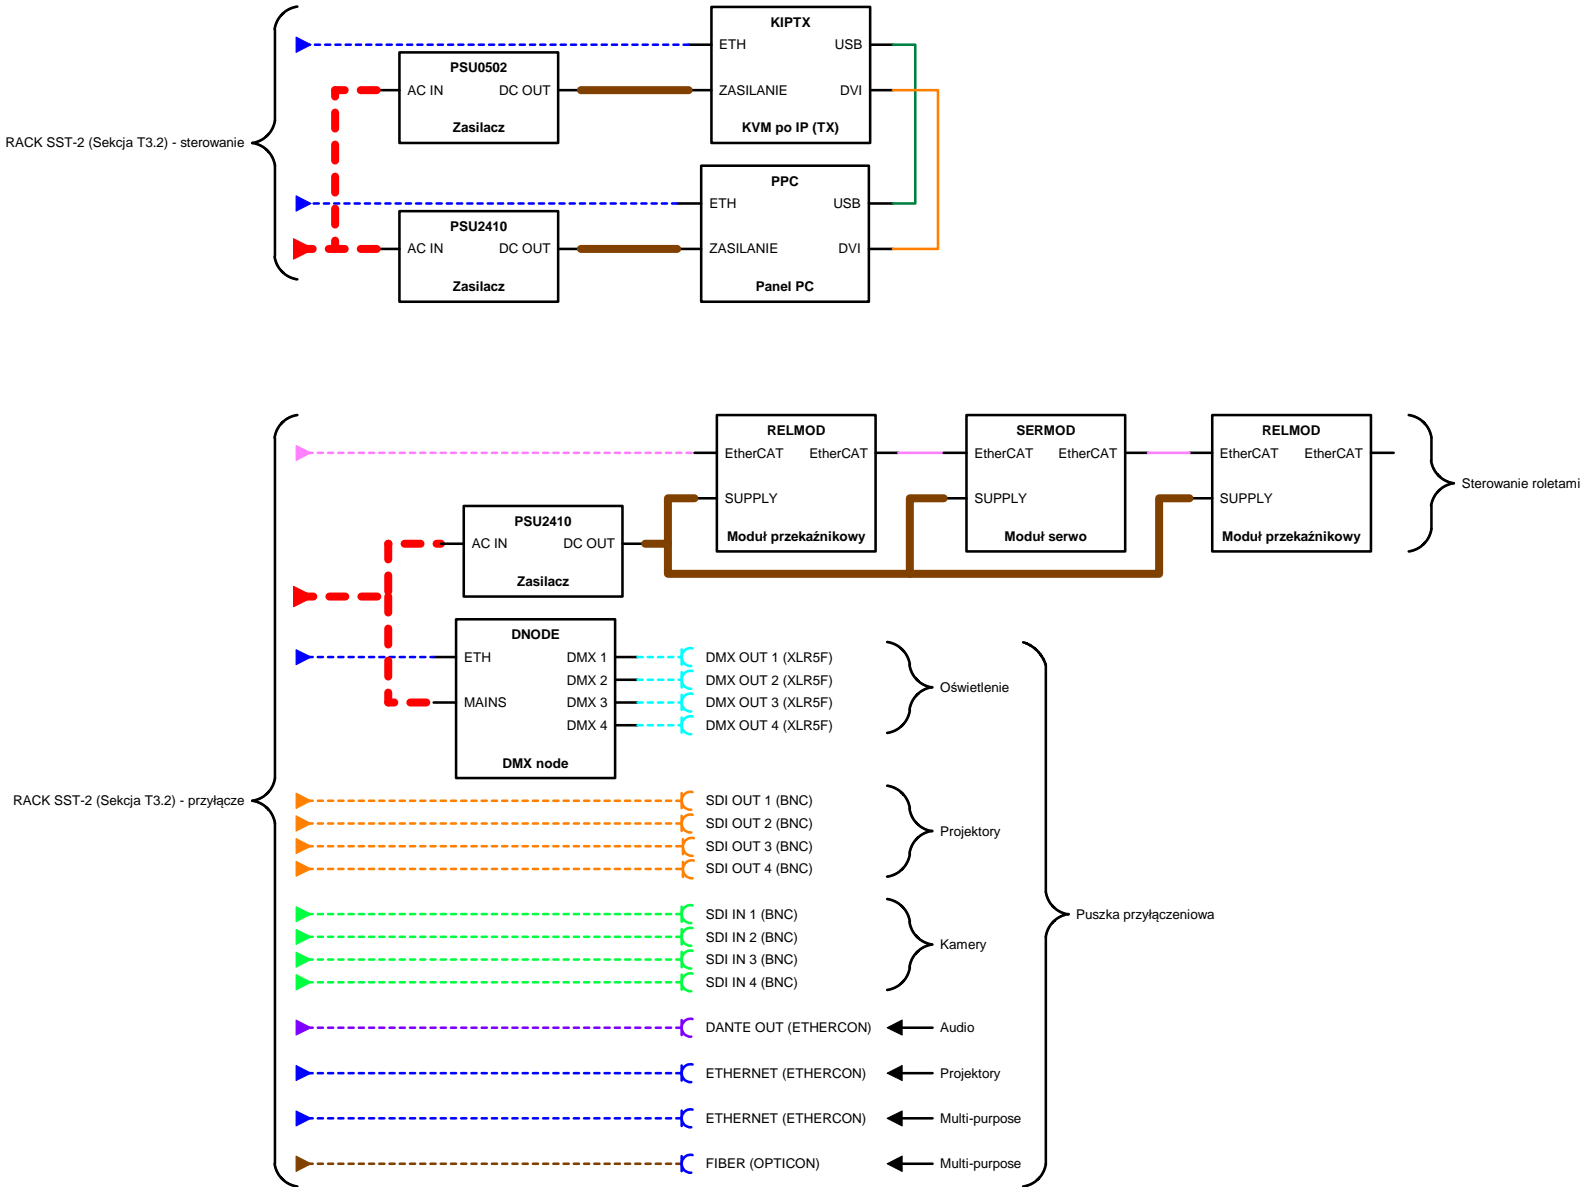 KIPTX
ETH USB
PSU0502
AC IN DC OUT
ZASILANIE DVI
Zasilacz
KVM po IP (TX)
RACK SST-2 (Sekcja T3.2) - sterowanie
PPC
ETH USB
PSU2410
AC IN DC OUT
ZASILANIE DVI
Zasilacz
Panel PC
RELMOD
EtherCAT EtherCAT
SUPPLY
Moduł przekaźnikowy
SERMOD
EtherCAT EtherCAT
SUPPLY
Moduł serwo
RELMOD
EtherCAT EtherCAT
SUPPLY
Moduł przekaźnikowy
Sterowanie roletami
PSU2410
AC IN DC OUT
Zasilacz
DNODE
ETH DMX 1
DMX 2
MAINS DMX 3
DMX 4
DMX node
DMX OUT 1 (XLR5F)
DMX OUT 2 (XLR5F)
DMX OUT 3 (XLR5F)
DMX OUT 4 (XLR5F)
Oświetlenie
RACK SST-2 (Sekcja T3.2) - przyłącze
SDI OUT 1 (BNC)
SDI OUT 2 (BNC)
SDI OUT 3 (BNC)
SDI OUT 4 (BNC)
Projektory
SDI IN 1 (BNC)
SDI IN 2 (BNC)
SDI IN 3 (BNC)
SDI IN 4 (BNC)
Kamery
Puszka przyłączeniowa
DANTE OUT (ETHERCON) Audio
ETHERNET (ETHERCON) Projektory
ETHERNET (ETHERCON) Multi-purpose
FIBER (OPTICON) Multi-purpose